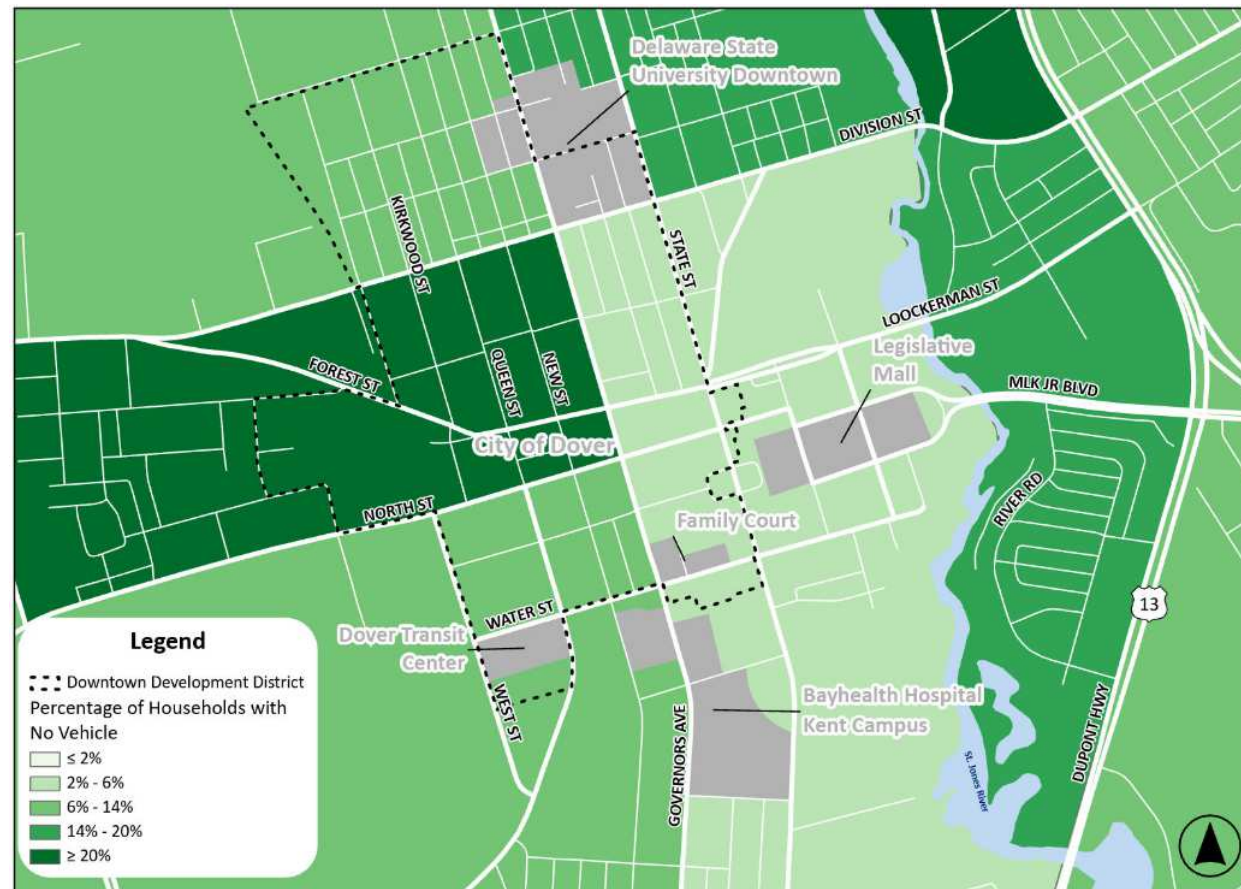 Delaware State
University Downtown
DIVISION ST
KIRKWOOD ST
STATE ST
LOOCKERMAN ST
Legislative
Mall
FOREST ST
QUEEN ST
NEW ST
MLK JR BLVD
City of Dover
NORTH ST
RIVER RD
Family Court
13
WATER ST
Dover Transit
Center
WEST ST
Bayhealth Hospital
Kent Campus
GOVERNORS AVE
DUPONT HWY
St. Jones River
Legend
Downtown Development District
Percentage of Households with
No Vehicle
≤ 2%
2% - 6%
6% - 14%
14% - 20%
≥ 20%